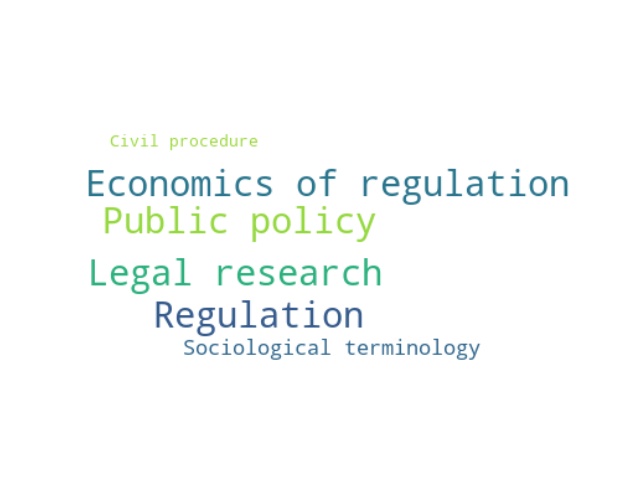 Civil procedure
Economics of regulation
Public policy
Legal research
Regulation
Sociological terminology